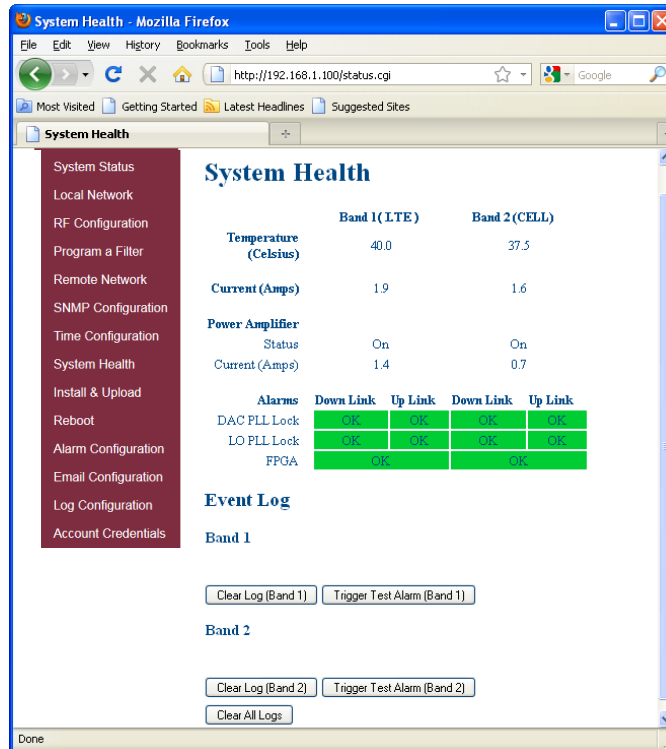 System Health - Mozilla Firefox
File Edit View History Bookmarks Tools Help
http://192.168.1.100/status.cgi
Google
Most Visited Getting Started Latest Headlines Suggested Sites
System Health
System Status
Local Network
RF Configuration
Program a Filter
Remote Network
SNMP Configuration
Time Configuration
System Health
Install & Upload
Reboot
Alarm Configuration
Email Configuration
Log Configuration
Account Credentials
System Health
Band 1( LTE ) Band 2 (CELL)
Temperature (Celsius) 40.0 37.5
Current (Amps) 1.9 1.6
Power Amplifier
Status On On
Current (Amps) 1.4 0.7
Alarms Down Link Up Link Down Link Up Link
DAC PLL Lock OK OK OK OK
LO PLL Lock OK OK OK OK
FPGA OK OK
Event Log
Band 1
Clear Log (Band 1) Trigger Test Alarm (Band 1)
Band 2
Clear Log (Band 2) Trigger Test Alarm (Band 2)
Clear All Logs
Done